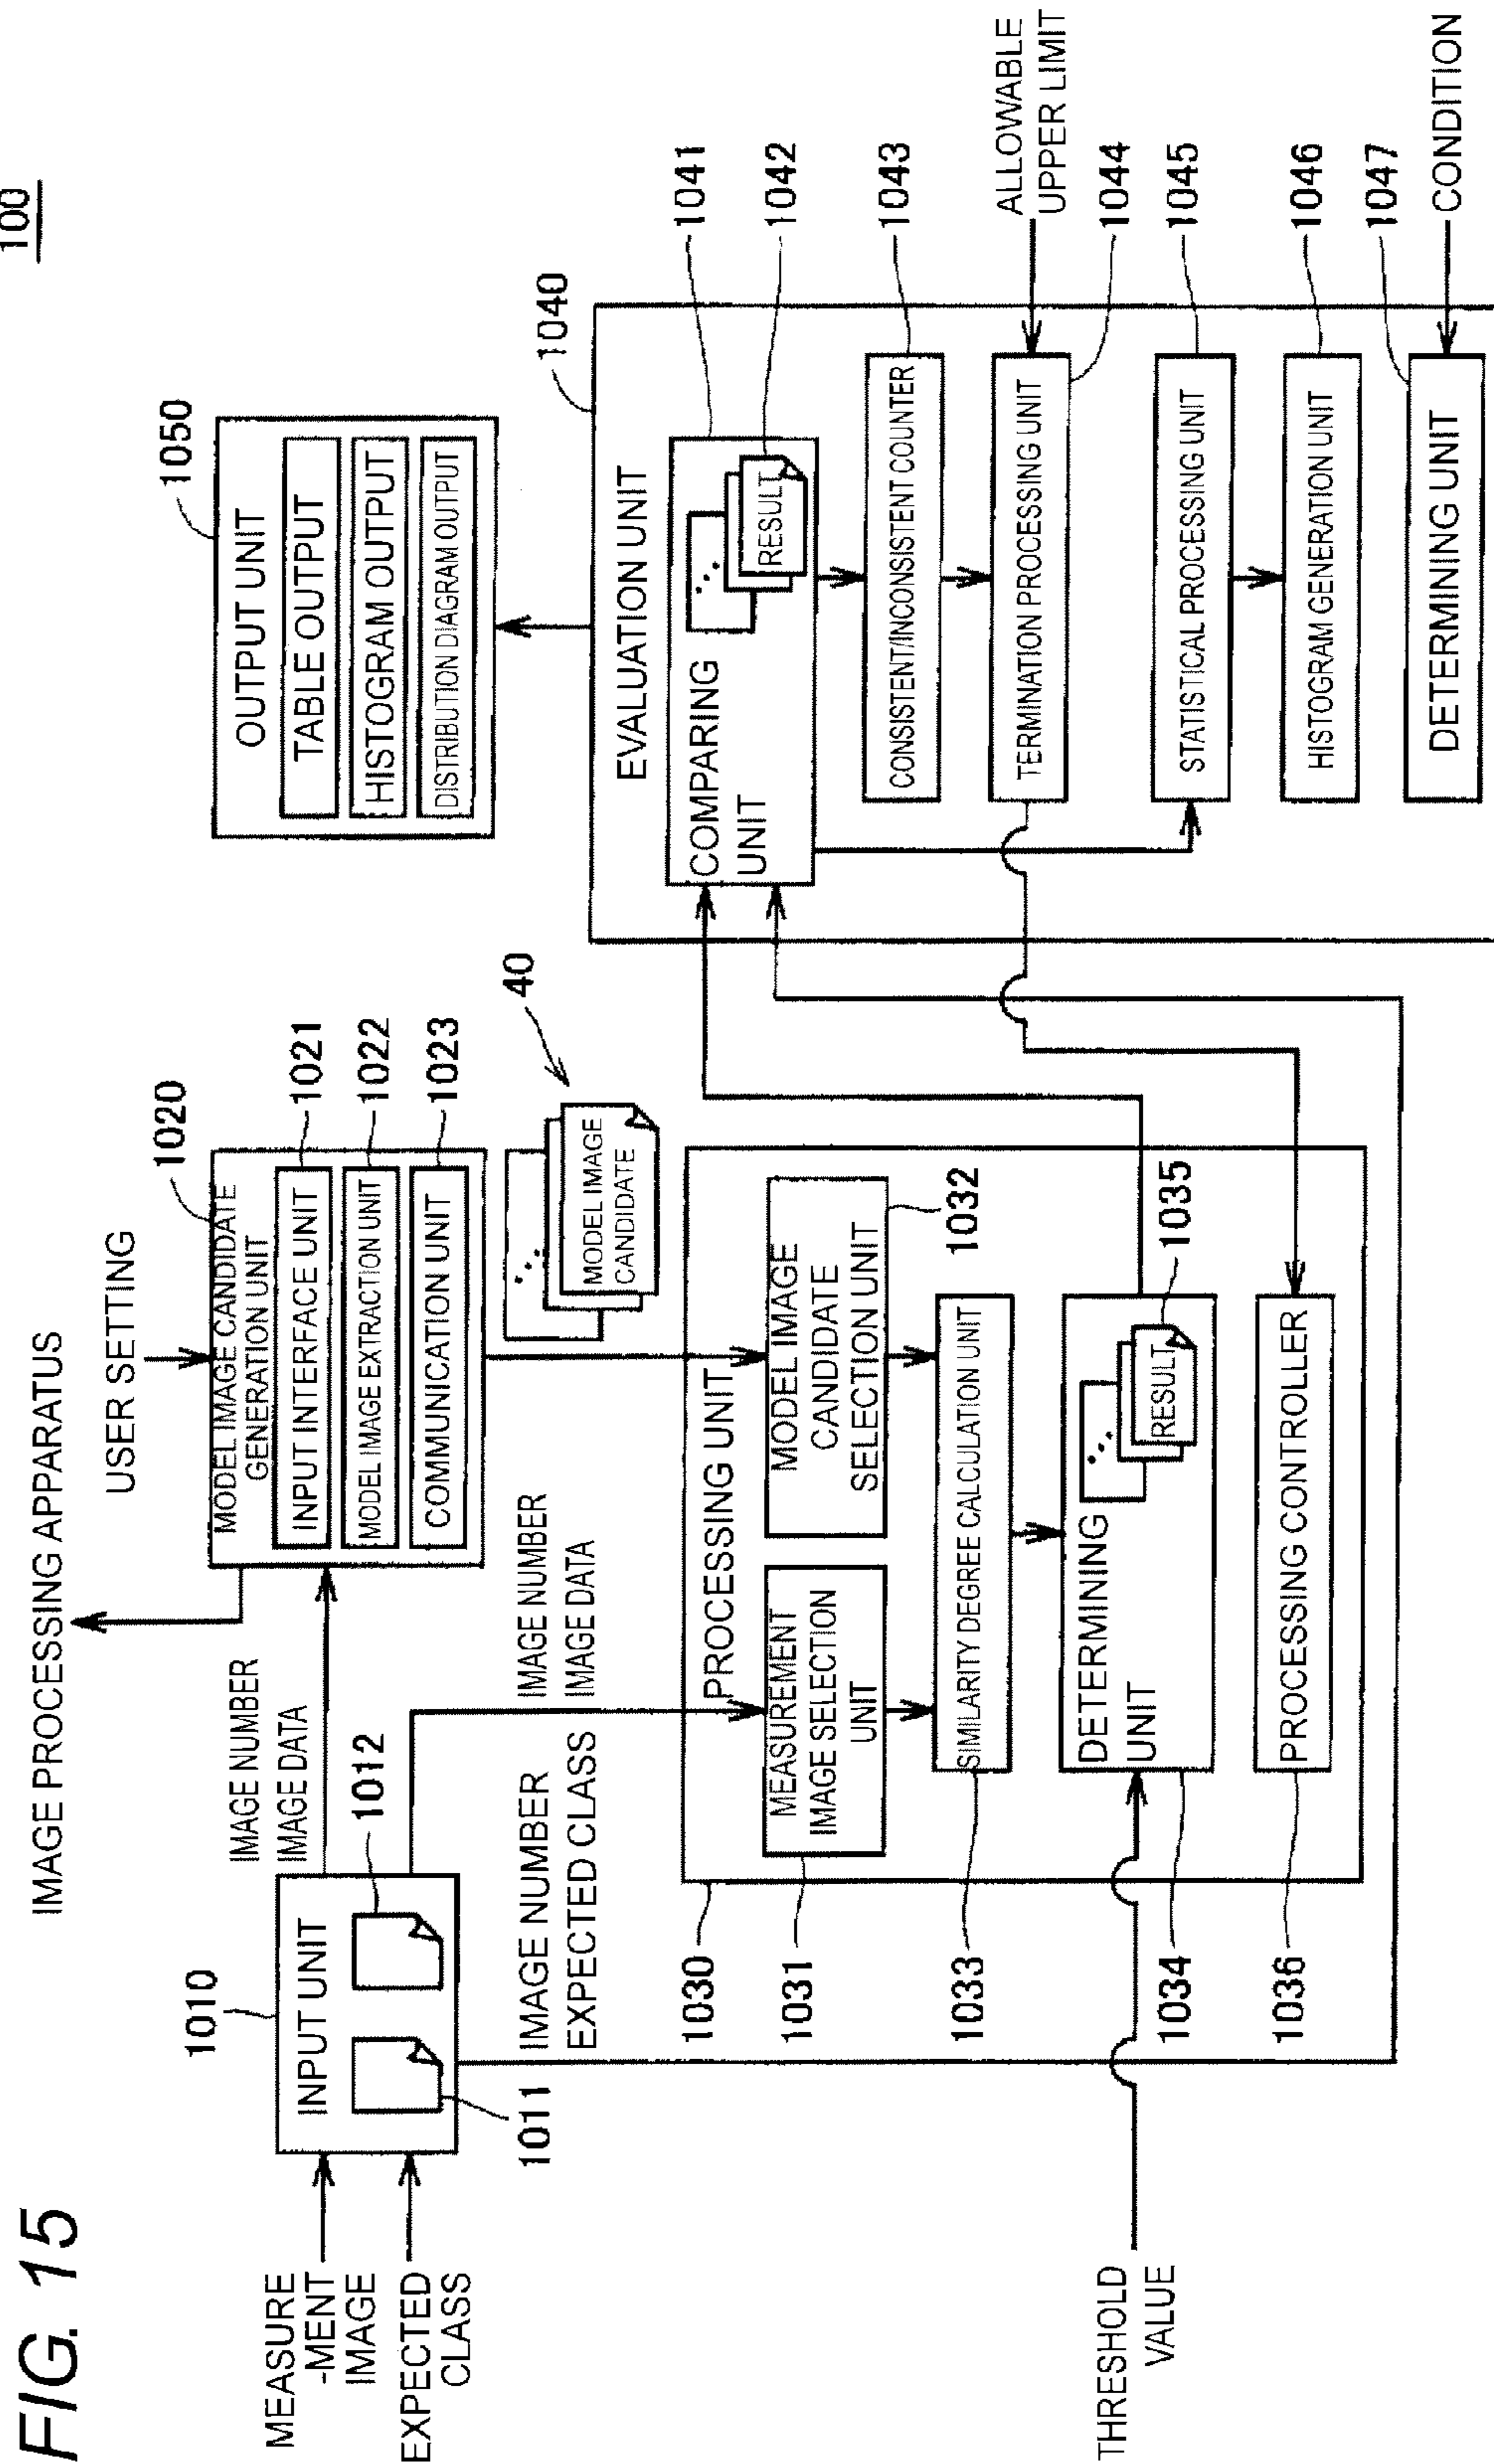 FIG. 15
100
IMAGE PROCESSING APPARATUS
USER SETTING
MEASURE
-MENT
IMAGE
EXPECTED
CLASS
1010
INPUT UNIT
1011
1012
IMAGE NUMBER
IMAGE DATA
1020
MODEL IMAGE CANDIDATE
GENERATION UNIT
INPUT INTERFACE UNIT
1021
MODEL IMAGE EXTRACTION UNIT
1022
COMMUNICATION UNIT
1023
IMAGE NUMBER
IMAGE DATA
IMAGE NUMBER
EXPECTED CLASS
40
MODEL IMAGE
CANDIDATE
1030
PROCESSING UNIT
1031
MEASUREMENT
IMAGE SELECTION
UNIT
MODEL IMAGE
CANDIDATE
SELECTION UNIT
1032
1033
SIMILARITY DEGREE CALCULATION UNIT
1034
DETERMINING
UNIT
RESULT
1035
1036
PROCESSING CONTROLLER
THRESHOLD
VALUE
1050
OUTPUT UNIT
TABLE OUTPUT
HISTOGRAM OUTPUT
DISTRIBUTION DIAGRAM OUTPUT
1040
EVALUATION UNIT
COMPARING
UNIT
RESULT
1041
1042
CONSISTENT/INCONSISTENT COUNTER
1043
ALLOWABLE
UPPER LIMIT
TERMINATION PROCESSING UNIT
1044
STATISTICAL PROCESSING UNIT
1045
HISTOGRAM GENERATION UNIT
1046
1047
DETERMINING UNIT
CONDITION